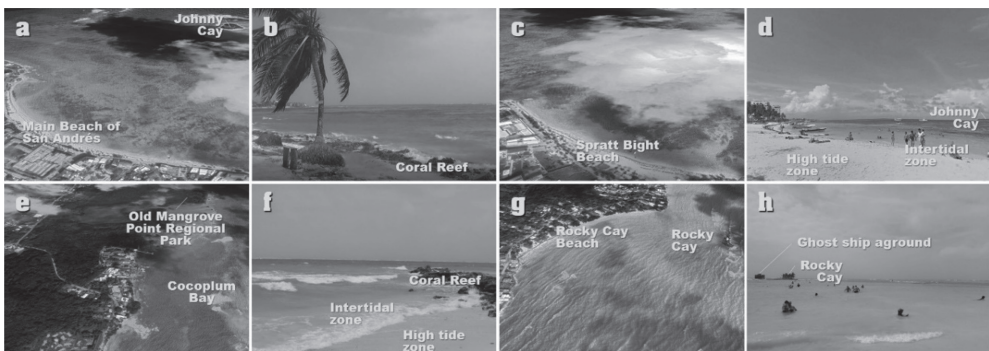 a
Johnny
Cay
Main Beach of
San Andrés
b
Coral Reef
c
Spratt Bight
Beach
d
Johnny
Cay
High tide
zone
Intertidal
zone
e
Old Mangrove
Point Regional
Park
Cocoplum
Bay
f
Coral Reef
Intertidal
zone
High tide
zone
g
Rocky Cay
Beach
Rocky
Cay
h
Ghost ship aground
Rocky
Cay